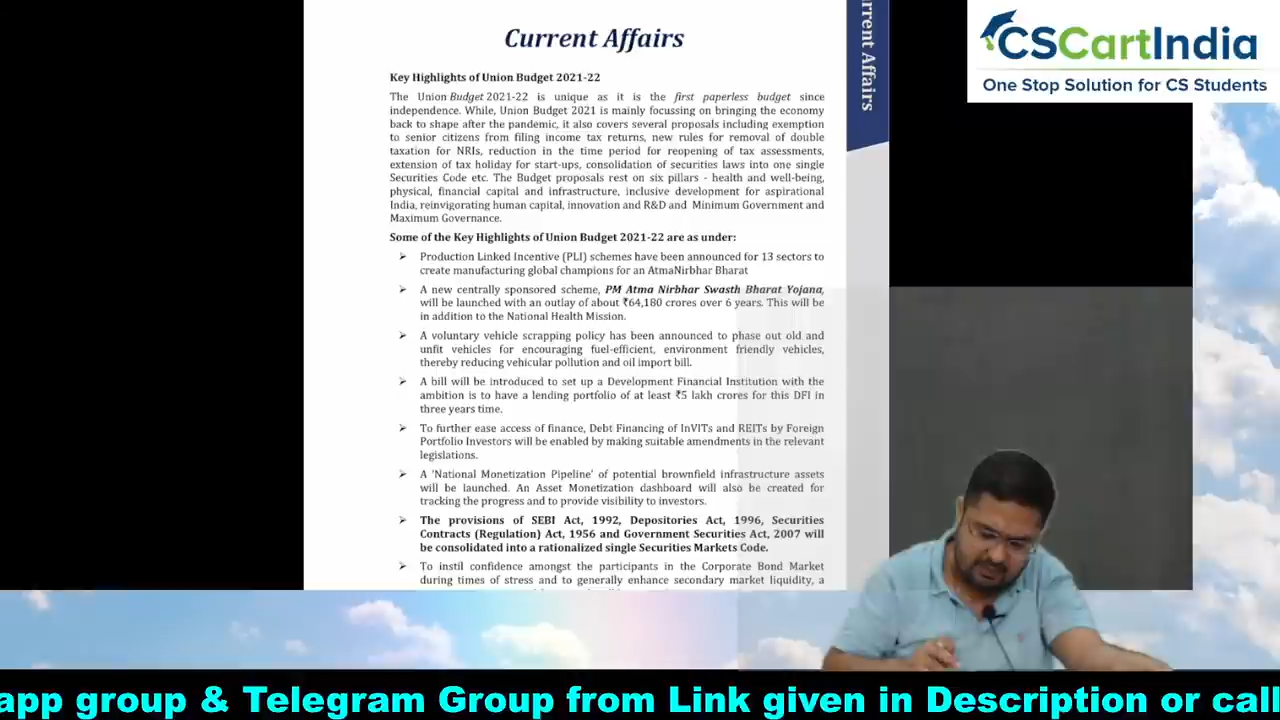 Current Affairs
rrent Affairs
CSCartIndia
One Stop Solution for CS Students
Key Highlights of Union Budget 2021-22
The Union Budget 2021-22 is unique as it is the first paperless budget since
independence. While, Union Budget 2021 is mainly focussing on bringing the economy
back to shape after the pandemic, it also covers several proposals including exemption
to senior citizens from filing income tax returns, new rules for removal of double
taxation for NRIs, reduction in the time period for reopening of tax assessments,
extension of tax holiday for start-ups, consolidation of securities laws into one single
Securities Code etc. The Budget proposals rest on six pillars - health and well-being,
physical, financial capital and infrastructure, inclusive development for aspirational
India, reinvigorating human capital, innovation and R&D and Minimum Government and
Maximum Governance.
Some of the Key Highlights of Union Budget 2021-22 are as under:
➢ Production Linked Incentive (PLI) schemes have been announced for 13 sectors to
create manufacturing global champions for an AtmaNirbhar Bharat
➢ A new centrally sponsored scheme, PM Atma Nirbhar Swasth Bharat Yojana,
will be launched with an outlay of about ₹64,180 crores over 6 years. This will be
in addition to the National Health Mission.
➢ A voluntary vehicle scrapping policy has been announced to phase out old and
unfit vehicles for encouraging fuel-efficient, environment friendly vehicles,
thereby reducing vehicular pollution and oil import bill.
➢ A bill will be introduced to set up a Development Financial Institution with the
ambition is to have a lending portfolio of at least ₹5 lakh crores for this DFI in
three years time.
➢ To further ease access of finance, Debt Financing of InVITs and REITs by Foreign
Portfolio Investors will be enabled by making suitable amendments in the relevant
legislations.
➢ A 'National Monetization Pipeline' of potential brownfield infrastructure assets
will be launched. An Asset Monetization dashboard will also be created for
tracking the progress and to provide visibility to investors.
➢ The provisions of SEBI Act, 1992, Depositories Act, 1996, Securities
Contracts (Regulation) Act, 1956 and Government Securities Act, 2007 will
be consolidated into a rationalized single Securities Markets Code.
➢ To instil confidence amongst the participants in the Corporate Bond Market
during times of stress and to generally enhance secondary market liquidity, a
app group & Telegram Group from Link given in Description or call